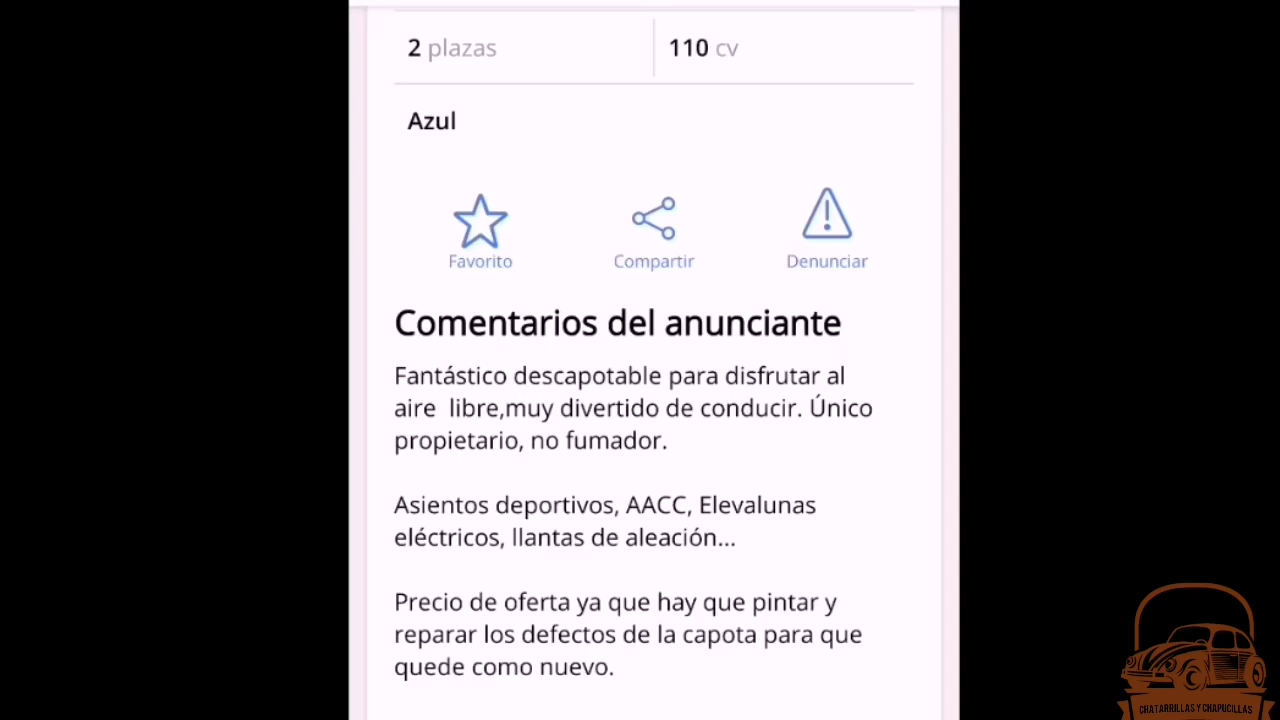 2 plazas
110 cv
Azul
Favorito
Compartir
Denunciar
Comentarios del anunciante
Fantástico descapotable para disfrutar al
aire  libre,muy divertido de conducir. Único
propietario, no fumador.
Asientos deportivos, AACC, Elevalunas
eléctricos, llantas de aleación...
Precio de oferta ya que hay que pintar y
reparar los defectos de la capota para que
quede como nuevo.
CHATARRILLAS Y CHAPUCILLAS